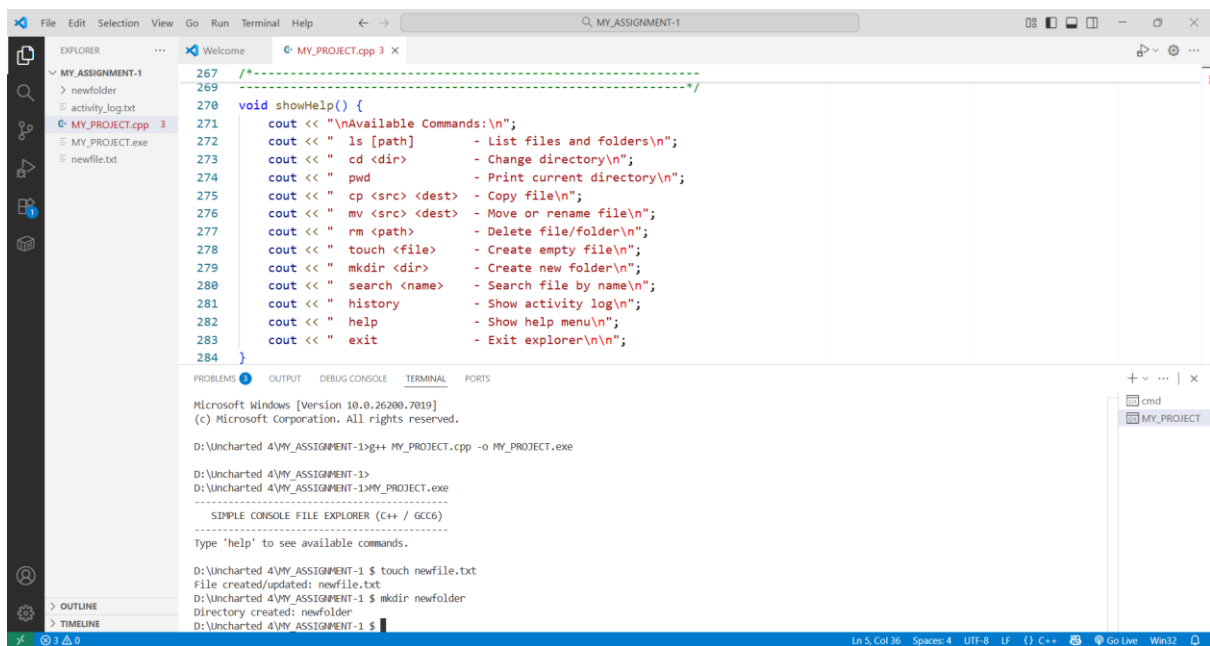 File Edit Selection View Go Run Terminal Help
MY_ASSIGNMENT-1
EXPLORER
MY_ASSIGNMENT-1
newfolder
activity_log.txt
MY_PROJECT.cpp 3
MY_PROJECT.exe
newfile.txt
OUTLINE
TIMELINE
1
Welcome
MY_PROJECT.cpp 3
267 /*-----------------------------------------------------------------
269 -----------------------------------------------------------------*/
270 void showHelp() {
271     cout << "\nAvailable Commands:\n";
272     cout << "  ls [path]        - List files and folders\n";
273     cout << "  cd <dir>         - Change directory\n";
274     cout << "  pwd              - Print current directory\n";
275     cout << "  cp <src> <dest>  - Copy file\n";
276     cout << "  mv <src> <dest>  - Move or rename file\n";
277     cout << "  rm <path>        - Delete file/folder\n";
278     cout << "  touch <file>     - Create empty file\n";
279     cout << "  mkdir <dir>      - Create new folder\n";
280     cout << "  search <name>    - Search file by name\n";
281     cout << "  history          - Show activity log\n";
282     cout << "  help             - Show help menu\n";
283     cout << "  exit             - Exit explorer\n\n";
284 }
PROBLEMS 3 OUTPUT DEBUG CONSOLE TERMINAL PORTS
Microsoft Windows [Version 10.0.26200.7019]
(c) Microsoft Corporation. All rights reserved.
D:\Uncharted 4\MY_ASSIGNMENT-1>g++ MY_PROJECT.cpp -o MY_PROJECT.exe
D:\Uncharted 4\MY_ASSIGNMENT-1>
D:\Uncharted 4\MY_ASSIGNMENT-1>MY_PROJECT.exe
---------------------------------------------
SIMPLE CONSOLE FILE EXPLORER (C++ / GCC6)
---------------------------------------------
Type 'help' to see available commands.
D:\Uncharted 4\MY_ASSIGNMENT-1 $ touch newfile.txt
File created/updated: newfile.txt
D:\Uncharted 4\MY_ASSIGNMENT-1 $ mkdir newfolder
Directory created: newfolder
D:\Uncharted 4\MY_ASSIGNMENT-1 $
cmd
MY_PROJECT
3 0
Ln 5, Col 36 Spaces: 4 UTF-8 LF {} C++ Go Live Win32